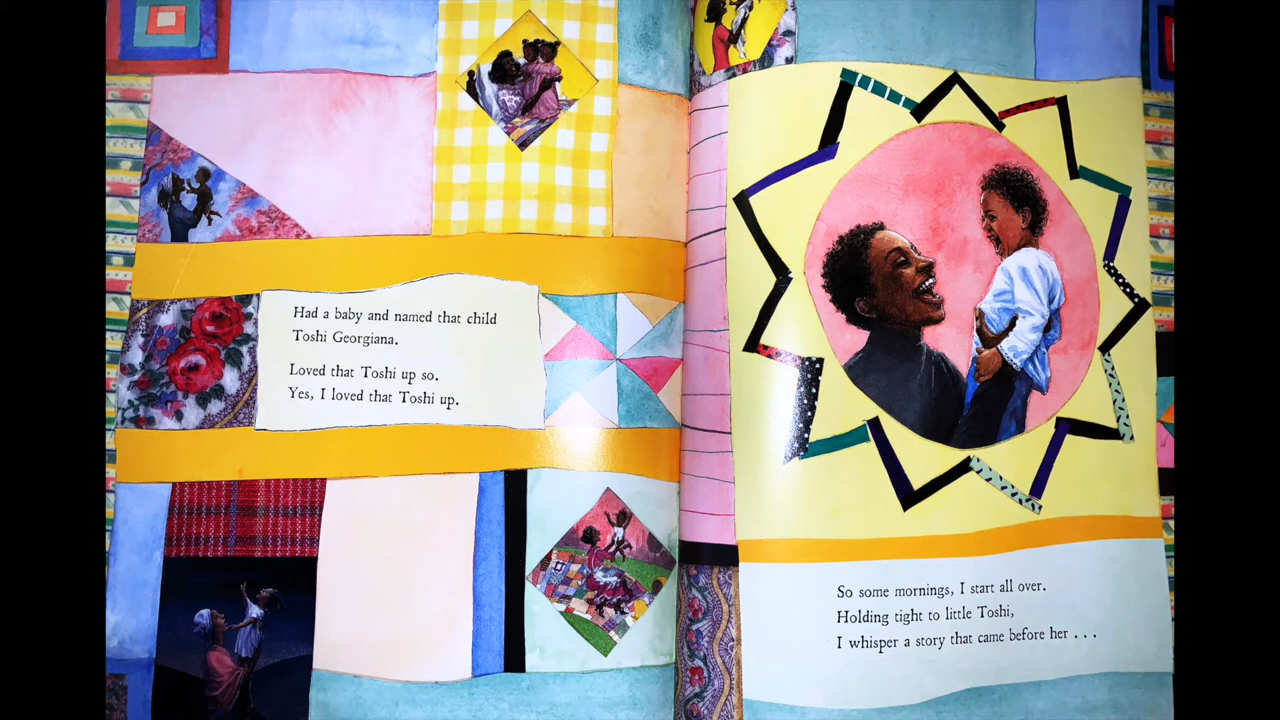 Had a baby and named that child
Toshi Georgiana.
Loved that Toshi up so.
Yes, I loved that Toshi up.
So some mornings, I start all over.
Holding tight to little Toshi,
I whisper a story that came before her . . .